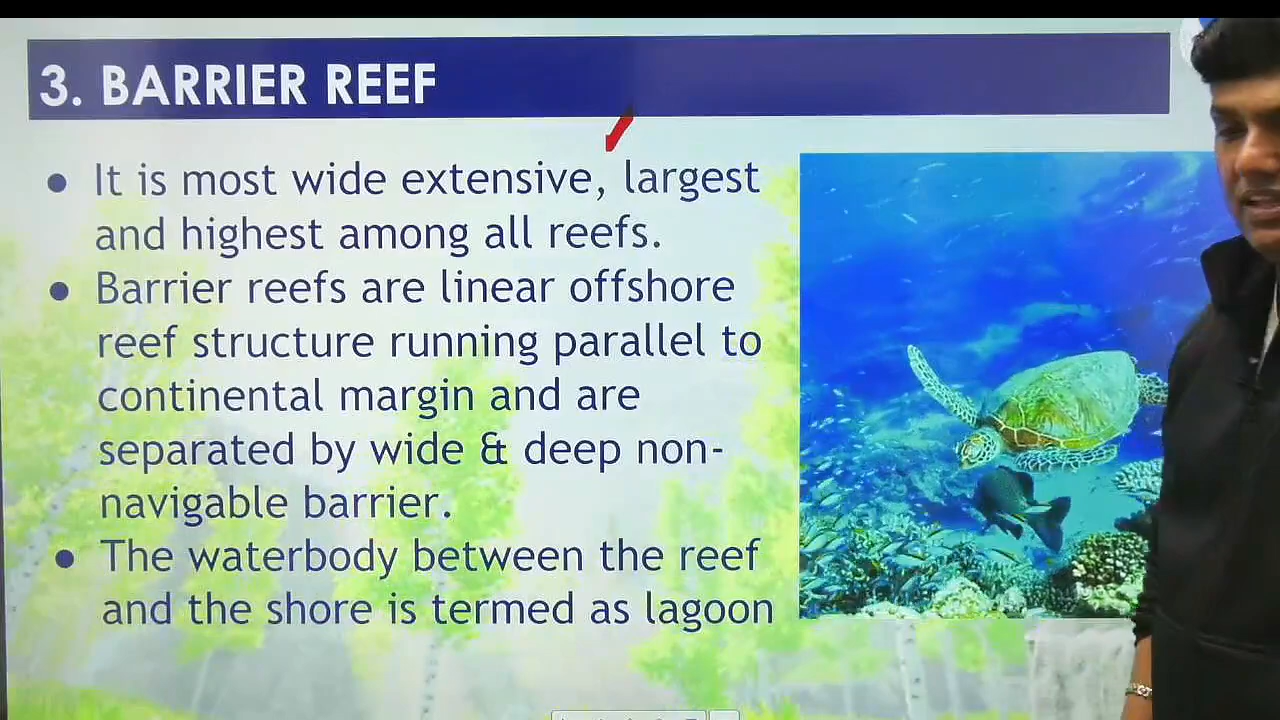 3. BARRIER REEF
● It is most wide extensive, largest
and highest among all reefs.
● Barrier reefs are linear offshore
reef structure running parallel to
continental margin and are
separated by wide & deep non-
navigable barrier.
● The waterbody between the reef
and the shore is termed as lagoon